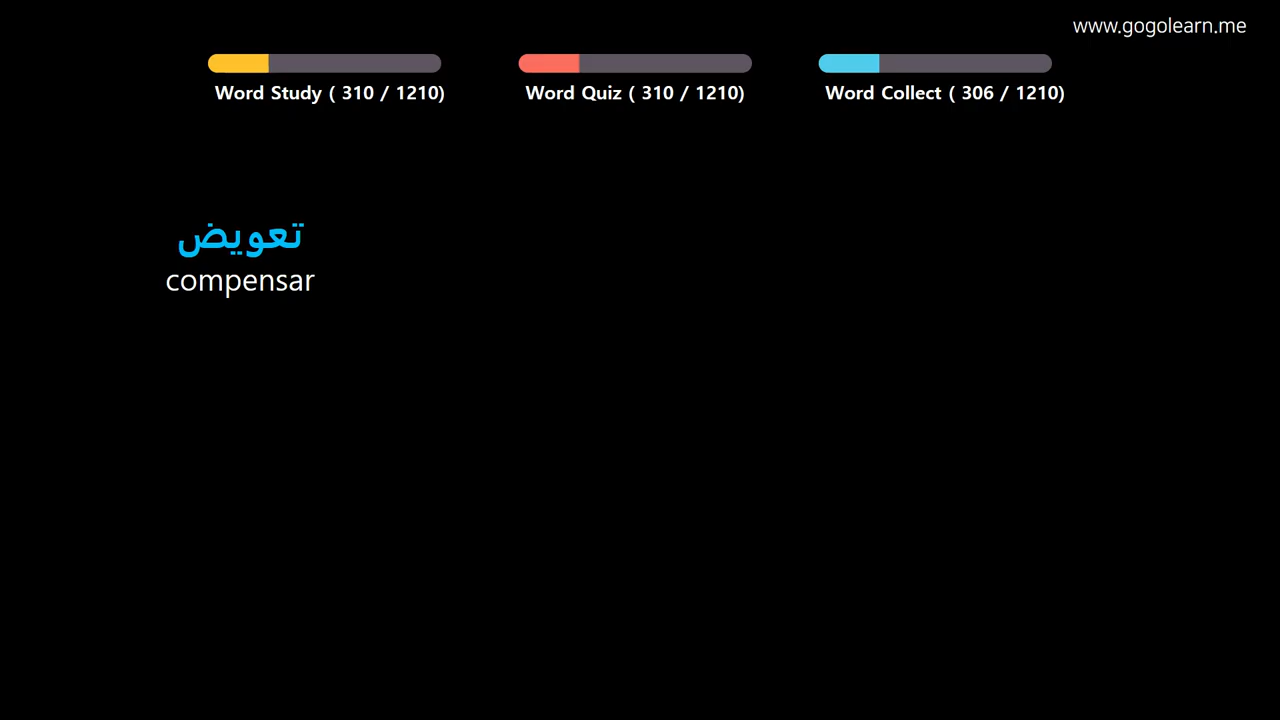 www.gogolearn.me
Word Study ( 310 / 1210)
Word Quiz ( 310 / 1210)
Word Collect ( 306 / 1210)
تعويض
compensar